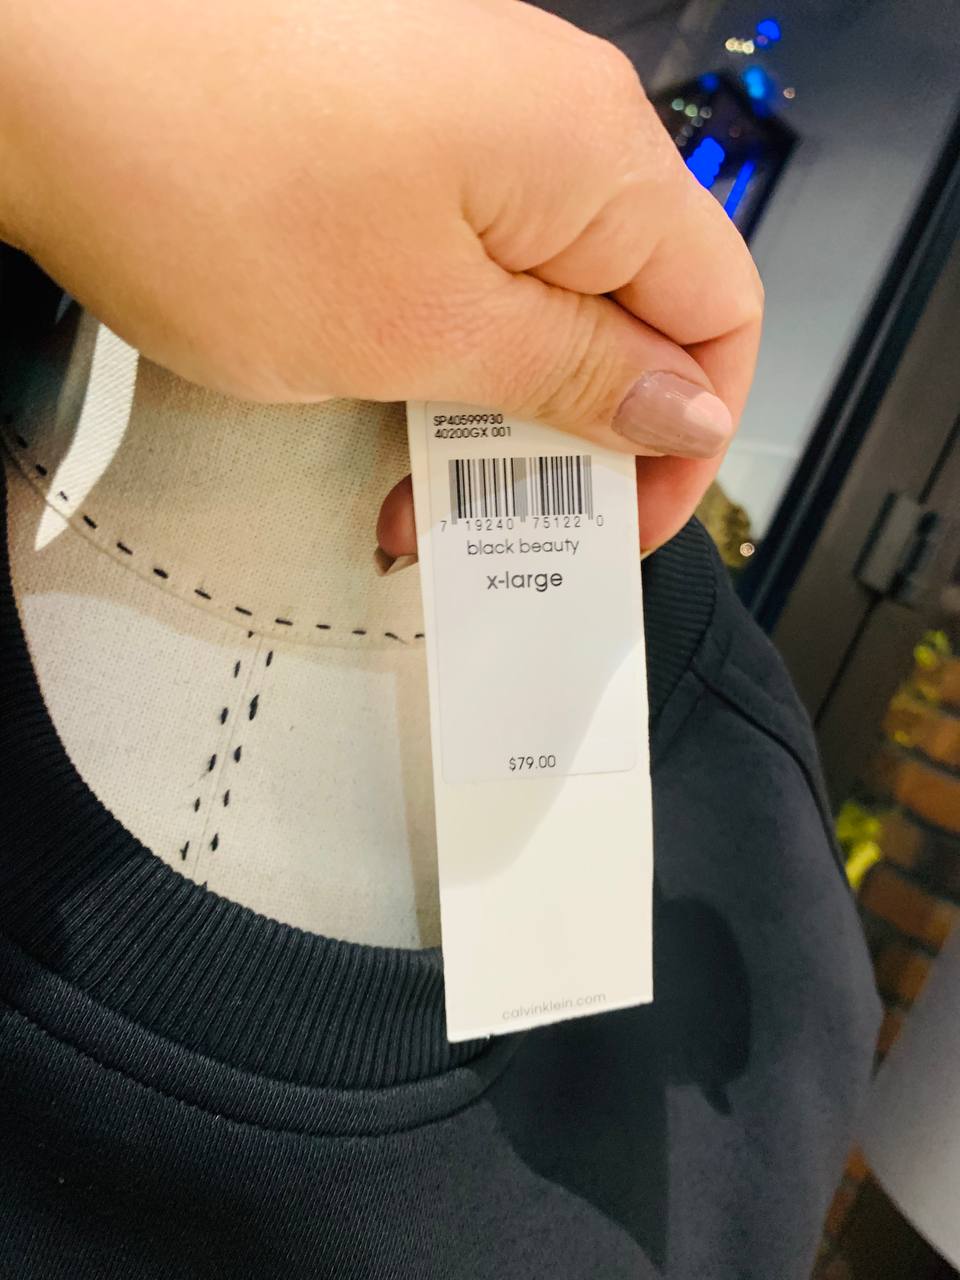 SP40599930
40200GX 001
7 19240 75122 0
black beauty
x-large
$79.00
calvinklein.com